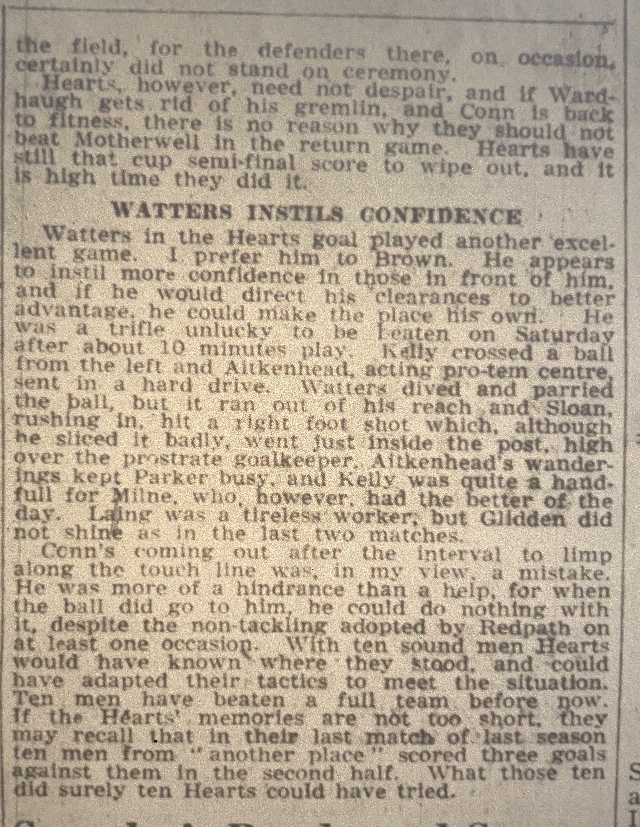 the field, for the defenders there, on occasion,
certainly did not stand on ceremony.
Hearts, however, need not despair, and if Ward-
haugh gets rid of his gremlin, and Conn is back
to fitness, there is no reason why they should not
beat Motherwell in the return game. Hearts have
still that cup semi-final score to wipe out, and it
is high time they did it.
WATTERS INSTILS CONFIDENCE
Watters in the Hearts goal played another excel-
lent game. I prefer him to Brown. He appears
to instil more confidence in those in front of him,
and if he would direct his clearances to better
advantage, he could make the place his own. He
was a trifle unlucky to be beaten on Saturday
after about 10 minutes play. Kelly crossed a ball
from the left and Aitkenhead, acting pro-tem centre,
sent in a hard drive. Watters dived and parried
the ball, but it ran out of his reach and Sloan,
rushing in, hit a right foot shot which, although
he sliced it badly, went just inside the post, high
over the prostrate goalkeeper. Aitkenhead's wander-
ings kept Parker busy, and Kelly was quite a hand-
full for Milne, who, however, had the better of the
day. Laing was a tireless worker, but Glidden did
not shine as in the last two matches.
Conn's coming out after the interval to limp
along the touch line was, in my view, a mistake.
He was more of a hindrance than a help, for when
the ball did go to him, he could do nothing with
it, despite the non-tackling adopted by Redpath on
at least one occasion. With ten sound men Hearts
would have known where they stood, and could
have adapted their tactics to meet the situation.
Ten men have beaten a full team before now.
If the Hearts' memories are not too short, they
may recall that in their last match of last season
ten men from "another place" scored three goals
against them in the second half. What those ten
did surely ten Hearts could have tried.